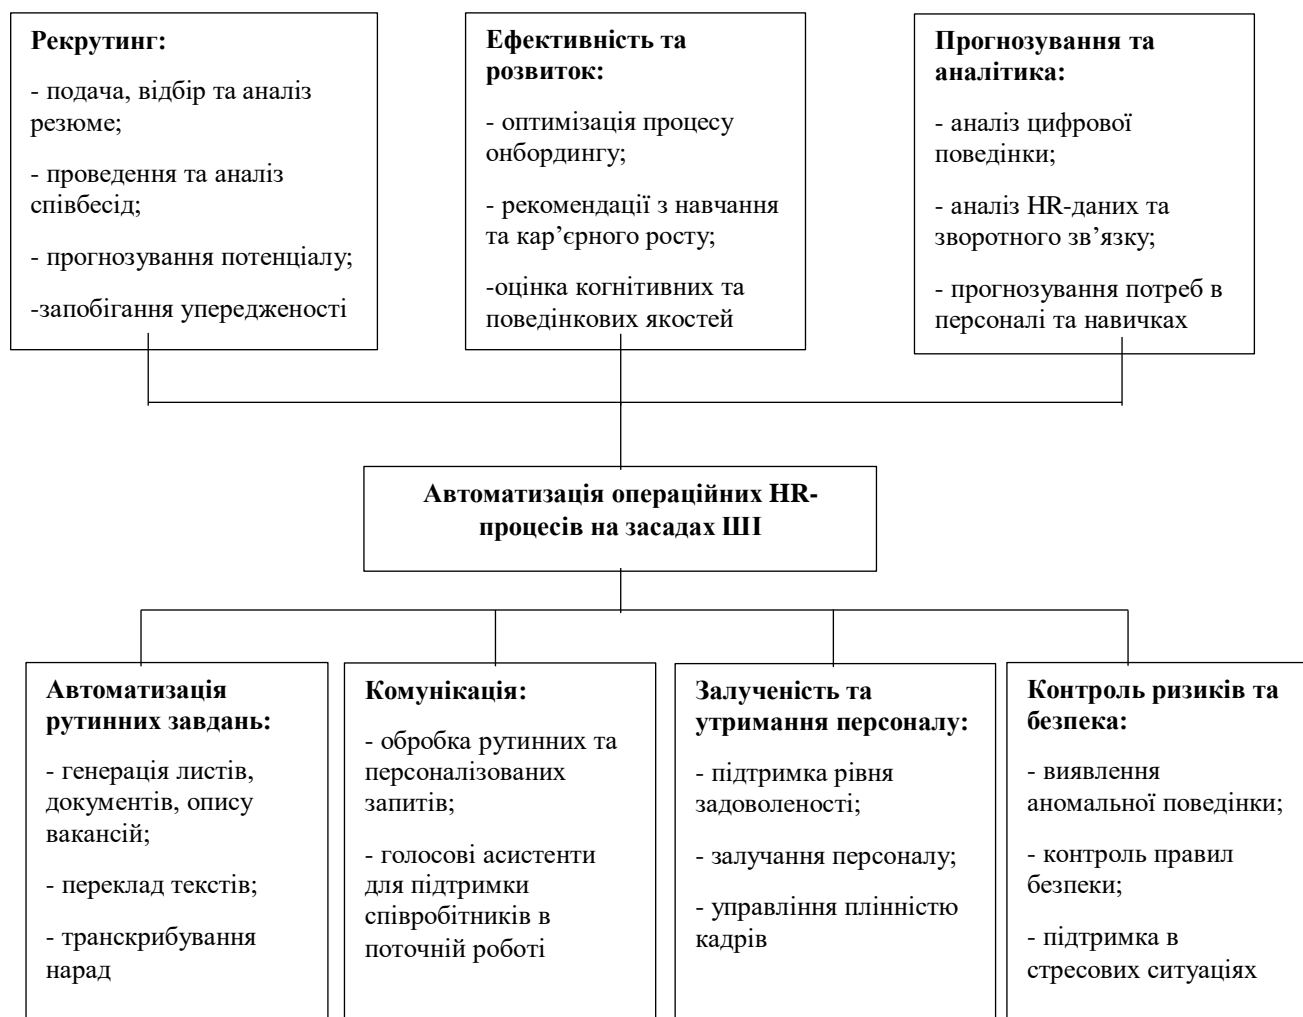 Рекрутинг:
- подача, відбір та аналіз
резюме;
- проведення та аналіз
співбесід;
- прогнозування потенціалу;
-запобігання упередженості
Ефективність та
розвиток:
- оптимізація процесу
онбордингу;
- рекомендації з навчання
та кар’єрного росту;
-оцінка когнітивних та
поведінкових якостей
Прогнозування та
аналітика:
- аналіз цифрової
поведінки;
- аналіз HR-даних та
зворотного зв’язку;
- прогнозування потреб в
персоналі та навичках
Автоматизація операційних HR-
процесів на засадах ШІ
Автоматизація
рутинних завдань:
- генерація листів,
документів, опису
вакансій;
- переклад текстів;
- транскрибування
нарад
Комунікація:
- обробка рутинних та
персоналізованих
запитів;
- голосові асистенти
для підтримки
співробітників в
поточній роботі
Залученість та
утримання персоналу:
- підтримка рівня
задоволеності;
- залучання персоналу;
- управління плінністю
кадрів
Контроль ризиків та
безпека:
- виявлення
аномальної поведінки;
- контроль правил
безпеки;
- підтримка в
стресових ситуаціях